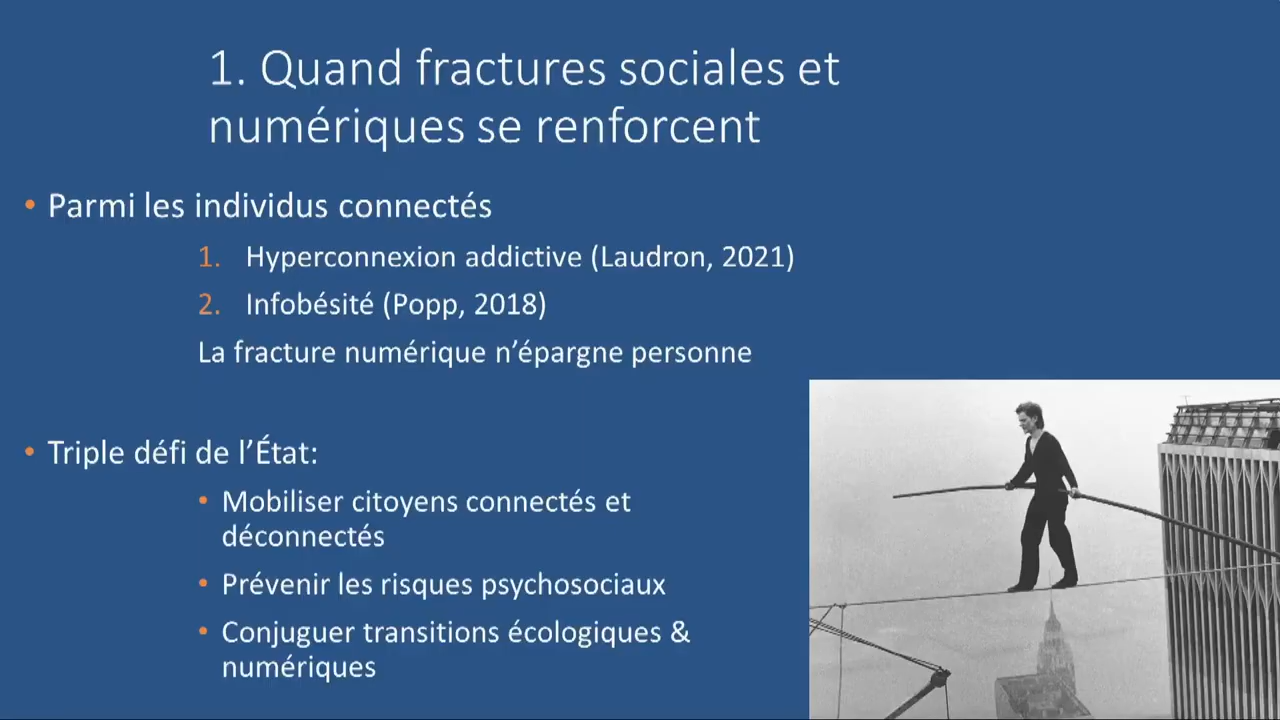 1. Quand fractures sociales et
numériques se renforcent
• Parmi les individus connectés
1. Hyperconnexion addictive (Laudron, 2021)
2. Infobésité (Popp, 2018)
La fracture numérique n’épargne personne
• Triple défi de l’État:
• Mobiliser citoyens connectés et
déconnectés
• Prévenir les risques psychosociaux
• Conjuguer transitions écologiques &
numériques